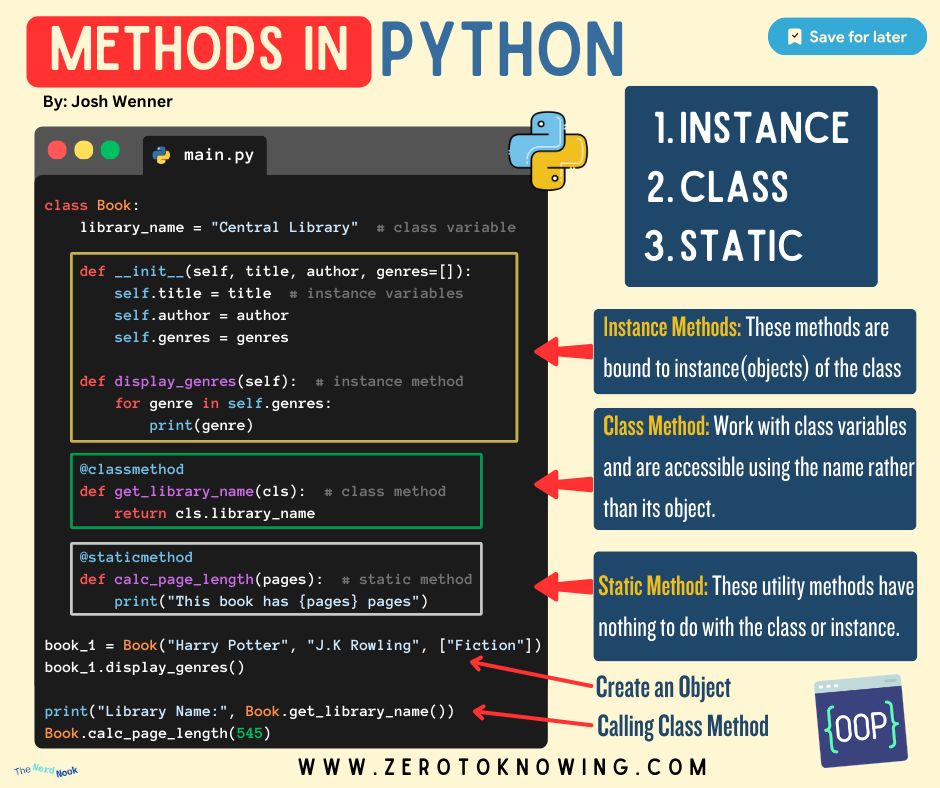 METHODS IN PYTHON
Save for later
By: Josh Wenner
main.py
1. INSTANCE
2. CLASS
3. STATIC
class Book:
    library_name = "Central Library"  # class variable
    def __init__(self, title, author, genres=[]):
        self.title = title  # instance variables
        self.author = author
        self.genres = genres
    def display_genres(self):  # instance method
        for genre in self.genres:
            print(genre)
    @classmethod
    def get_library_name(cls):  # class method
        return cls.library_name
    @staticmethod
    def calc_page_length(pages):  # static method
        print("This book has {pages} pages")
book_1 = Book("Harry Potter", "J.K Rowling", ["Fiction"])
book_1.display_genres()
print("Library Name:", Book.get_library_name())
Book.calc_page_length(545)
Instance Methods: These methods are
bound to instance(objects) of the class
Class Method: Work with class variables
and are accessible using the name rather
than its object.
Static Method: These utility methods have
nothing to do with the class or instance.
Create an Object
Calling Class Method
{OOP}
The Nerd Nook
WWW.ZEROTOKNOWING.COM